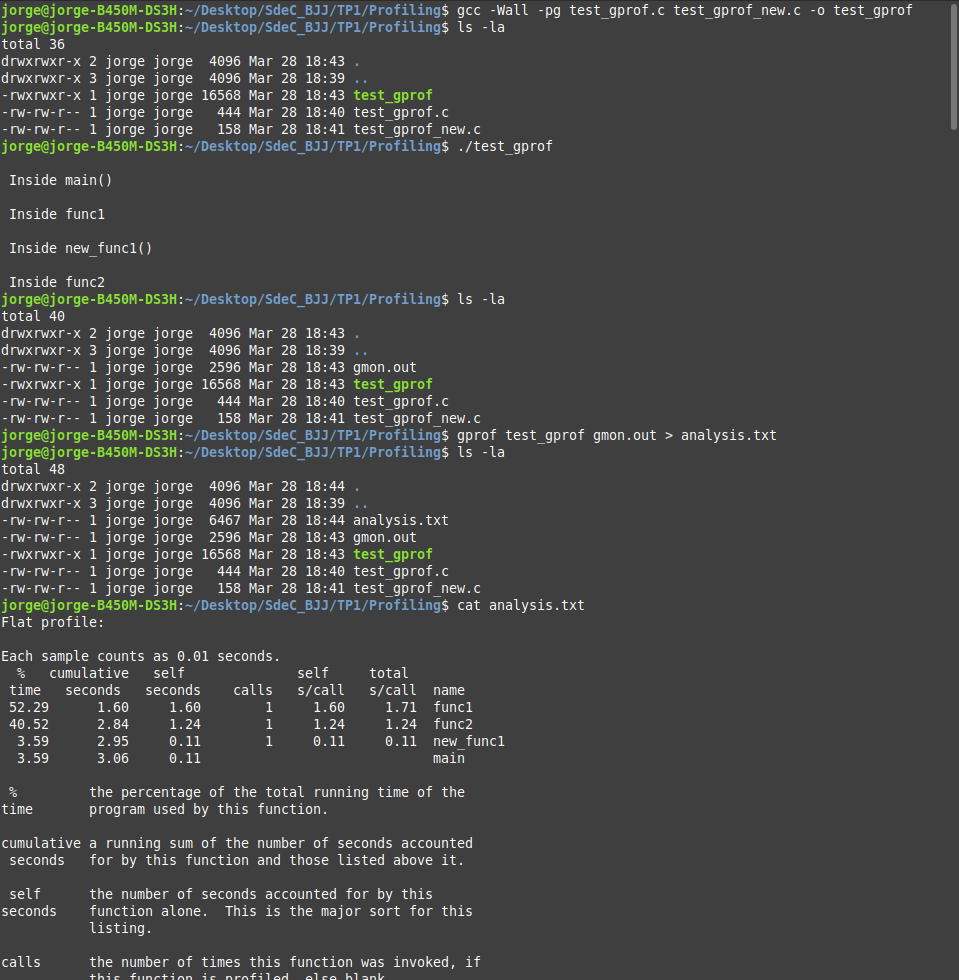 jorge@jorge-B450M-DS3H:~/Desktop/SdeC_BJJ/TP1/Profiling$ gcc -Wall -pg test_gprof.c test_gprof_new.c -o test_gprof
jorge@jorge-B450M-DS3H:~/Desktop/SdeC_BJJ/TP1/Profiling$ ls -la
total 36
drwxrwxr-x 2 jorge jorge  4096 Mar 28 18:43 .
drwxrwxr-x 3 jorge jorge  4096 Mar 28 18:39 ..
-rwxrwxr-x 1 jorge jorge 16568 Mar 28 18:43 test_gprof
-rw-rw-r-- 1 jorge jorge   444 Mar 28 18:40 test_gprof.c
-rw-rw-r-- 1 jorge jorge   158 Mar 28 18:41 test_gprof_new.c
jorge@jorge-B450M-DS3H:~/Desktop/SdeC_BJJ/TP1/Profiling$ ./test_gprof
 Inside main()
 Inside func1
 Inside new_func1()
 Inside func2
jorge@jorge-B450M-DS3H:~/Desktop/SdeC_BJJ/TP1/Profiling$ ls -la
total 40
drwxrwxr-x 2 jorge jorge  4096 Mar 28 18:43 .
drwxrwxr-x 3 jorge jorge  4096 Mar 28 18:39 ..
-rw-rw-r-- 1 jorge jorge  2596 Mar 28 18:43 gmon.out
-rwxrwxr-x 1 jorge jorge 16568 Mar 28 18:43 test_gprof
-rw-rw-r-- 1 jorge jorge   444 Mar 28 18:40 test_gprof.c
-rw-rw-r-- 1 jorge jorge   158 Mar 28 18:41 test_gprof_new.c
jorge@jorge-B450M-DS3H:~/Desktop/SdeC_BJJ/TP1/Profiling$ gprof test_gprof gmon.out > analysis.txt
jorge@jorge-B450M-DS3H:~/Desktop/SdeC_BJJ/TP1/Profiling$ ls -la
total 48
drwxrwxr-x 2 jorge jorge  4096 Mar 28 18:44 .
drwxrwxr-x 3 jorge jorge  4096 Mar 28 18:39 ..
-rw-rw-r-- 1 jorge jorge  6467 Mar 28 18:44 analysis.txt
-rw-rw-r-- 1 jorge jorge  2596 Mar 28 18:43 gmon.out
-rwxrwxr-x 1 jorge jorge 16568 Mar 28 18:43 test_gprof
-rw-rw-r-- 1 jorge jorge   444 Mar 28 18:40 test_gprof.c
-rw-rw-r-- 1 jorge jorge   158 Mar 28 18:41 test_gprof_new.c
jorge@jorge-B450M-DS3H:~/Desktop/SdeC_BJJ/TP1/Profiling$ cat analysis.txt
Flat profile:
Each sample counts as 0.01 seconds.
  %   cumulative   self              self     total
 time   seconds   seconds    calls   s/call   s/call  name
 52.29      1.60     1.60        1     1.60     1.71  func1
 40.52      2.84     1.24        1     1.24     1.24  func2
  3.59      2.95     0.11        1     0.11     0.11  new_func1
  3.59      3.06     0.11                             main
 %         the percentage of the total running time of the
time       program used by this function.
cumulative a running sum of the number of seconds accounted
 seconds   for by this function and those listed above it.
 self      the number of seconds accounted for by this
seconds    function alone.  This is the major sort for this
           listing.
calls      the number of times this function was invoked, if
           this function is profiled, else blank.